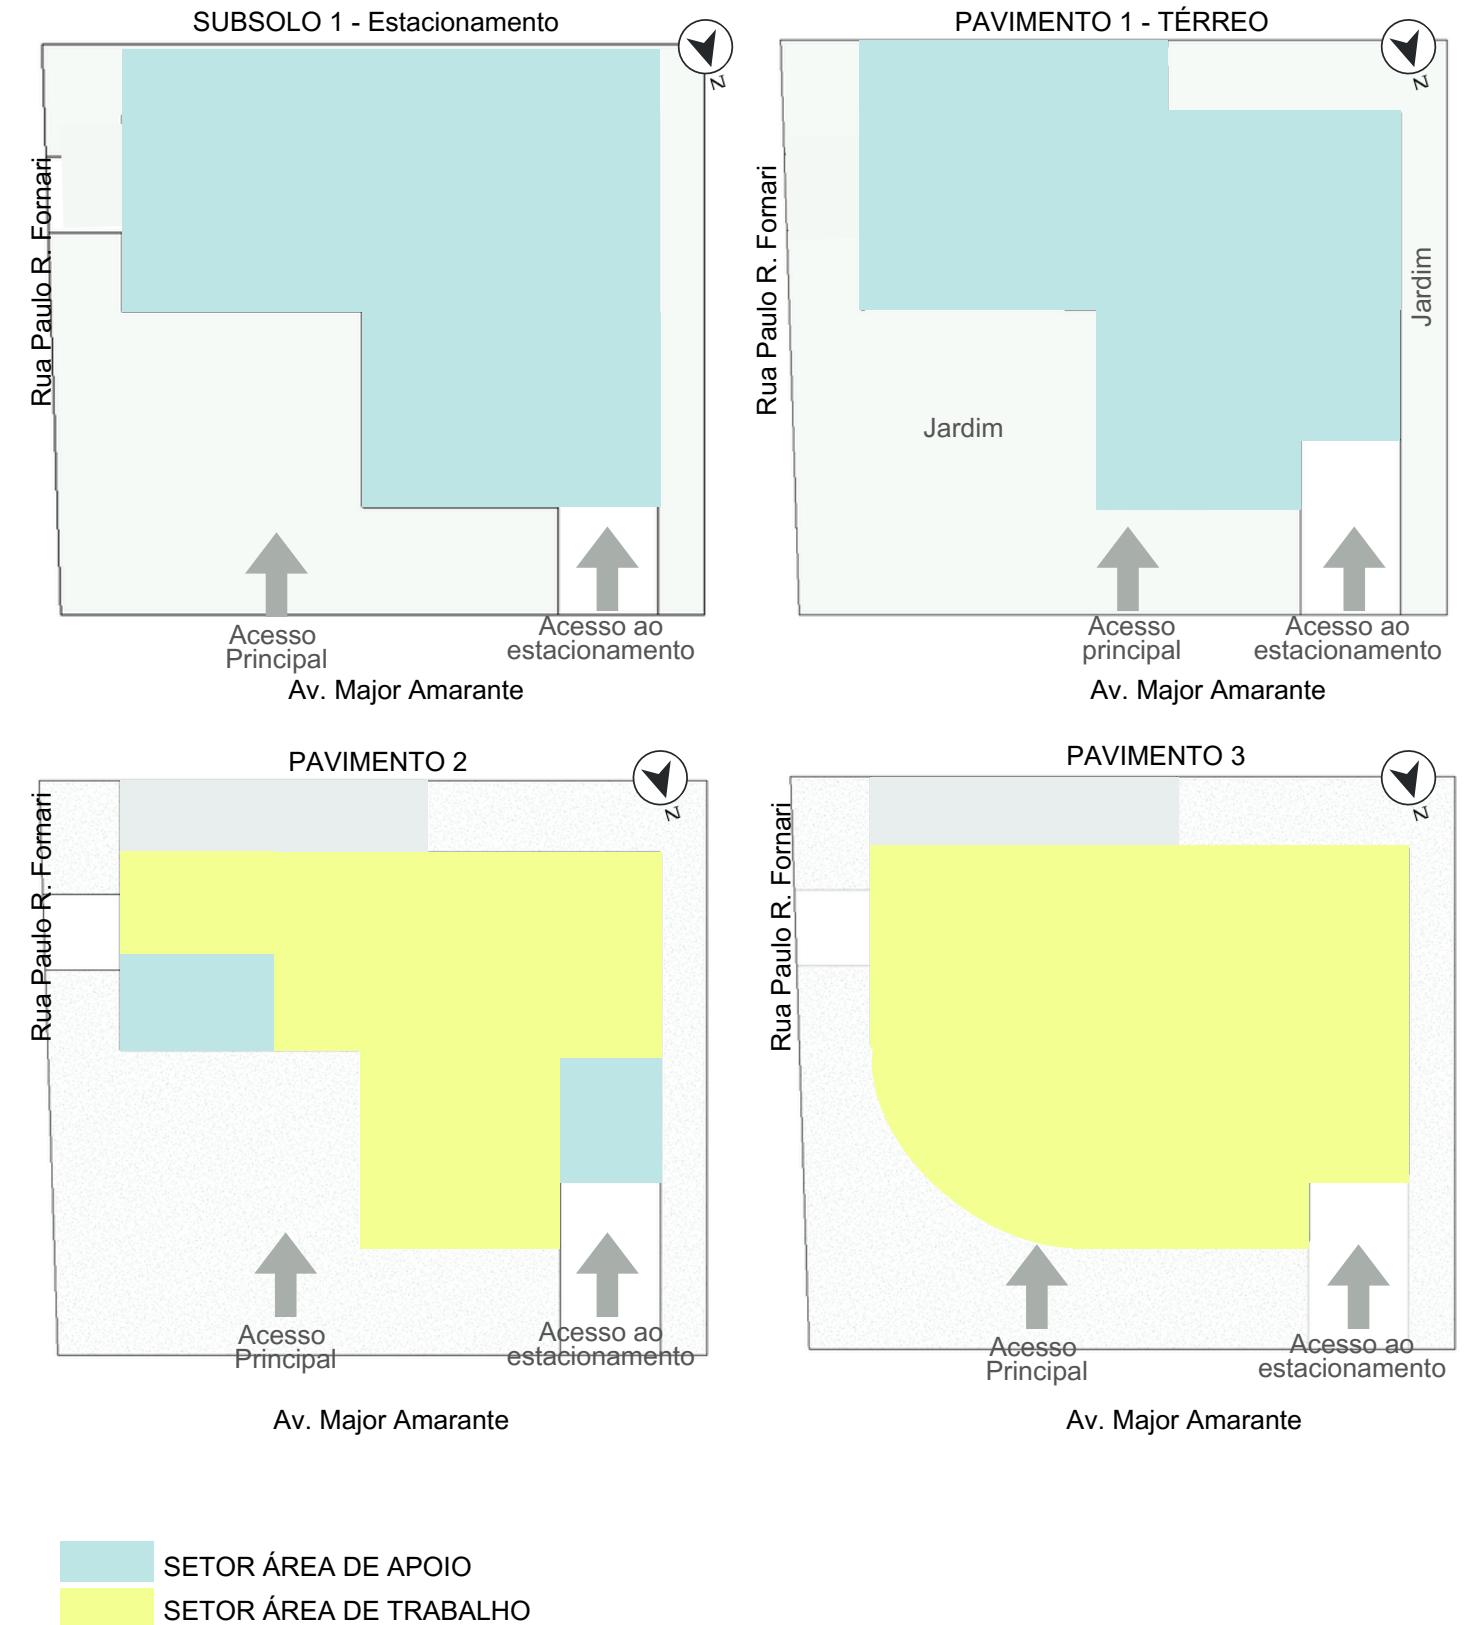 SUBSOLO 1 - Estacionamento
N
Rua Paulo R. Fornari
Acesso
Principal
Acesso ao
estacionamento
Av. Major Amarante
PAVIMENTO 1 - TÉRREO
N
Rua Paulo R. Fornari
Jardim
Jardim
Acesso
principal
Acesso ao
estacionamento
Av. Major Amarante
PAVIMENTO 2
N
Rua Paulo R. Fornari
Acesso
Principal
Acesso ao
estacionamento
Av. Major Amarante
PAVIMENTO 3
N
Rua Paulo R. Fornari
Acesso
Principal
Acesso ao
estacionamento
Av. Major Amarante
SETOR ÁREA DE APOIO
SETOR ÁREA DE TRABALHO